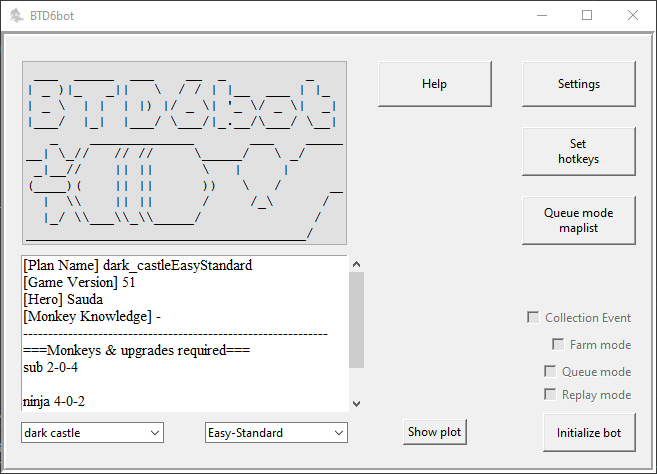 BTD6bot
BTD6bot
Help
Settings
Set
hotkeys
Queue mode
maplist
[Plan Name] dark_castleEasyStandard
[Game Version] 51
[Hero] Sauda
[Monkey Knowledge] -
-------------------------------------------------------------
===Monkeys & upgrades required===
sub 2-0-4
ninja 4-0-2
Collection Event
Farm mode
Queue mode
Replay mode
dark castle
Easy-Standard
Show plot
Initialize bot